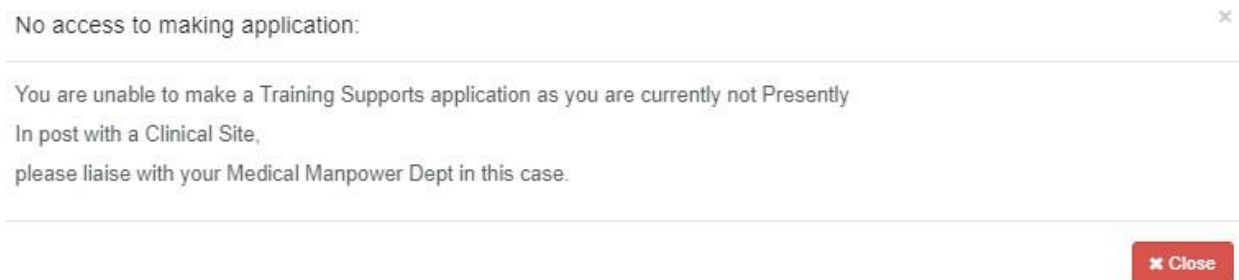 No access to making application:
×
You are unable to make a Training Supports application as you are currently not Presently
In post with a Clinical Site,
please liaise with your Medical Manpower Dept in this case.
✖ Close